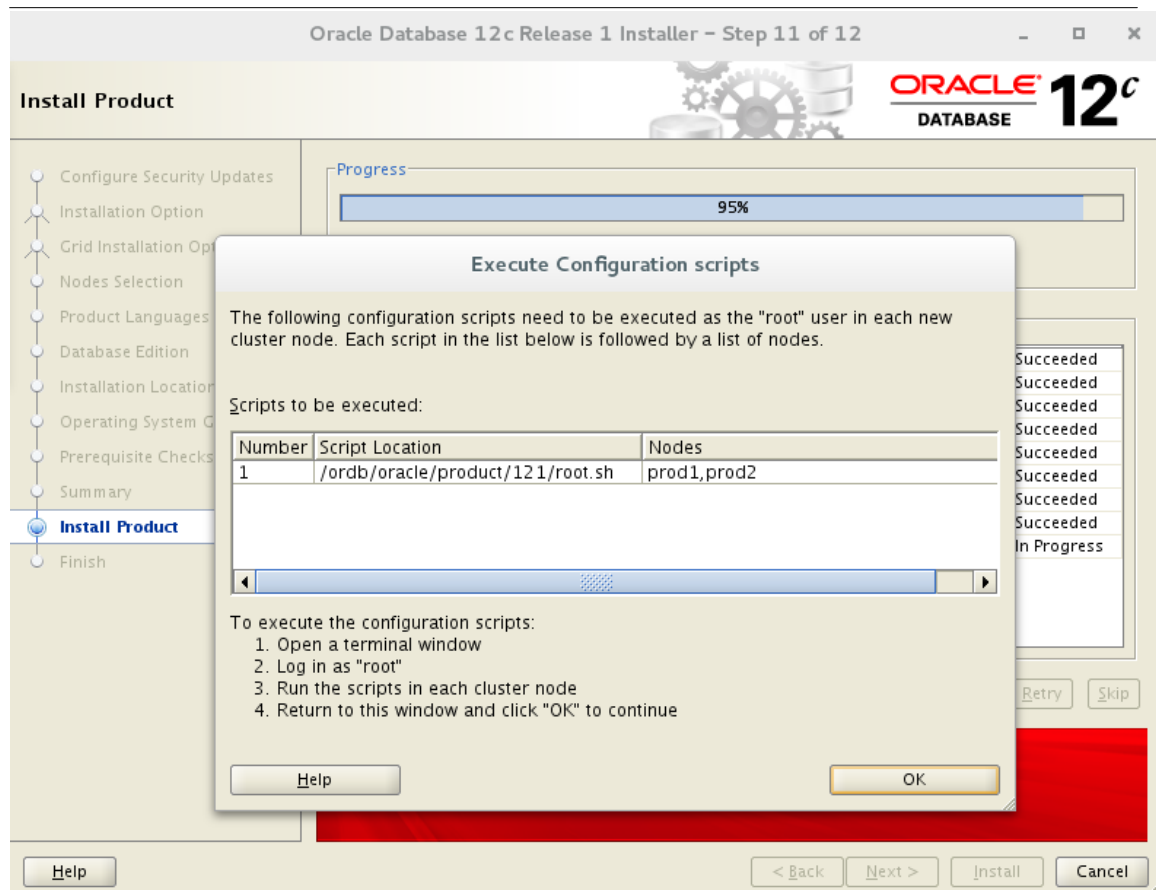 Oracle Database 12c Release 1 Installer – Step 11 of 12
Install Product
ORACLE
DATABASE
12c
Configure Security Updates
Installation Option
Grid Installation Op
Nodes Selection
Product Languages
Database Edition
Installation Location
Operating System G
Prerequisite Checks
Summary
Install Product
Finish
Progress
95%
Execute Configuration scripts
The following configuration scripts need to be executed as the "root" user in each new
cluster node. Each script in the list below is followed by a list of nodes.
Scripts to be executed:
Number Script Location Nodes
1 /ordb/oracle/product/121/root.sh prod1,prod2
To execute the configuration scripts:
1. Open a terminal window
2. Log in as "root"
3. Run the scripts in each cluster node
4. Return to this window and click "OK" to continue
Help OK
Succeeded
Succeeded
Succeeded
Succeeded
Succeeded
Succeeded
Succeeded
Succeeded
In Progress
Retry Skip
Help < Back Next > Install Cancel